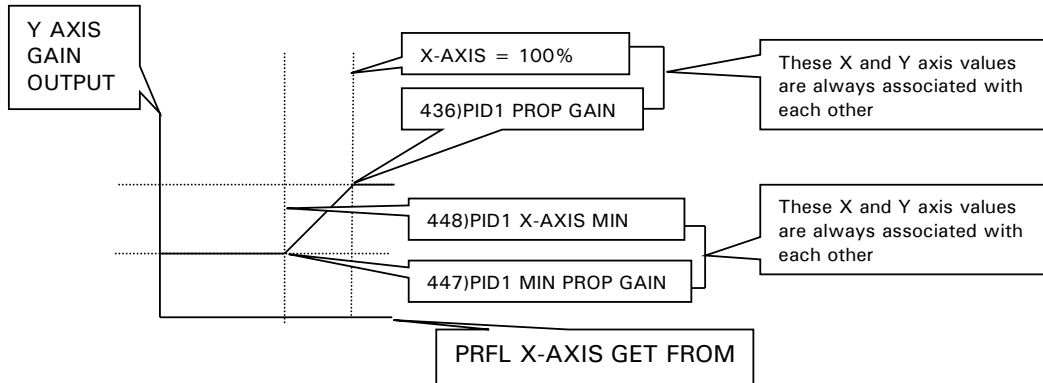 Y AXIS
GAIN
OUTPUT
X-AXIS = 100%
436)PID1 PROP GAIN
These X and Y axis values
are always associated with
each other
448)PID1 X-AXIS MIN
447)PID1 MIN PROP GAIN
These X and Y axis values
are always associated with
each other
PRFL X-AXIS GET FROM